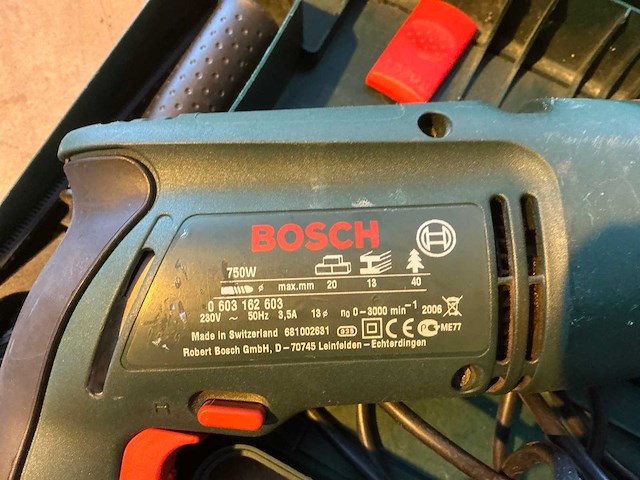 BOSCH
750W
max.mm 20 13 40
0 603 162 603
230V ~ 50Hz 3,5A 13 ⌀ n0 0-3000 min-1 2006
Made in Switzerland 681002631 ME77
Robert Bosch GmbH, D-70745 Leinfelden-Echterdingen